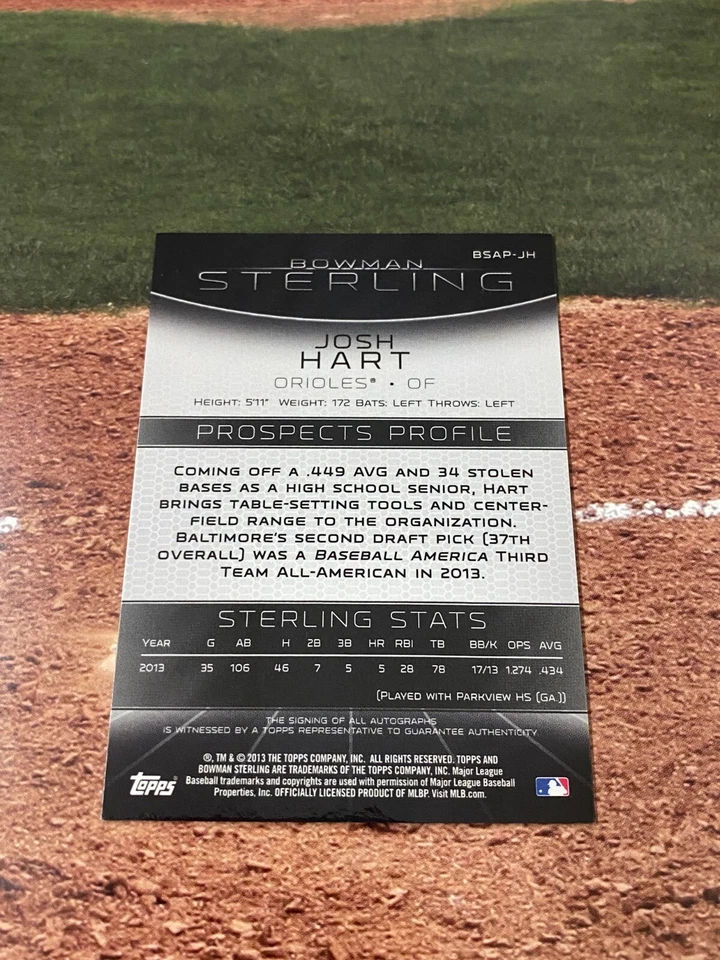 BSAP-JH
BOWMAN
STERLING
JOSH
HART
ORIOLES® • OF
HEIGHT: 5'11" WEIGHT: 172 BATS: LEFT THROWS: LEFT
PROSPECTS PROFILE
COMING OFF A .449 AVG AND 34 STOLEN
BASES AS A HIGH SCHOOL SENIOR, HART
BRINGS TABLE-SETTING TOOLS AND CENTER-
FIELD RANGE TO THE ORGANIZATION.
BALTIMORE'S SECOND DRAFT PICK (37TH
OVERALL) WAS A BASEBALL AMERICA THIRD
TEAM ALL-AMERICAN IN 2013.
STERLING STATS
YEAR G AB H 2B 3B HR RBI TB BB/K OPS AVG
2013 35 106 46 7 5 5 28 78 17/13 1.274 .434
(PLAYED WITH PARKVIEW HS (GA.))
THE SIGNING OF ALL AUTOGRAPHS
IS WITNESSED BY A TOPPS REPRESENTATIVE TO GUARANTEE AUTHENTICITY.
®, TM & © 2013 THE TOPPS COMPANY, INC. ALL RIGHTS RESERVED. TOPPS AND
BOWMAN STERLING ARE TRADEMARKS OF THE TOPPS COMPANY, INC. Major League
Baseball trademarks and copyrights are used with permission of Major League Baseball
Properties, Inc. OFFICIALLY LICENSED PRODUCT OF MLBP. Visit MLB.com.
Topps®